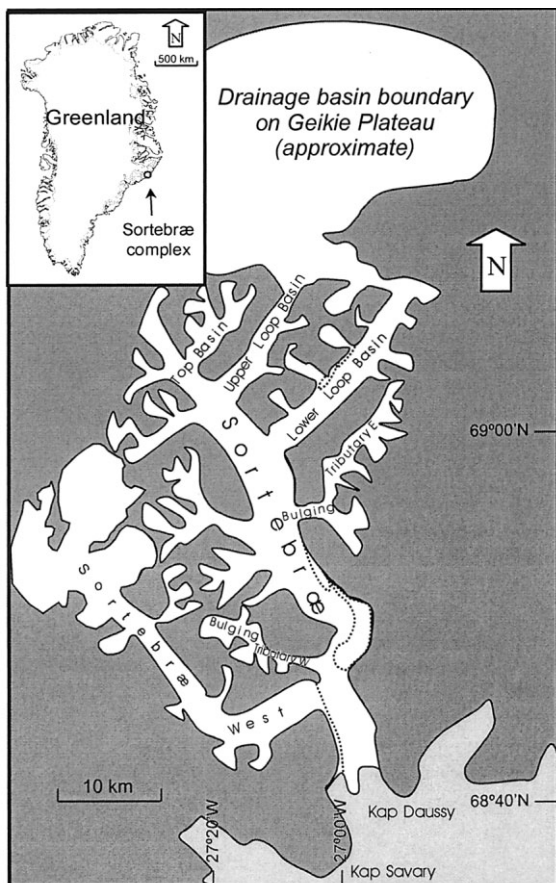 N
500 km
Greenland
Sortebræ
complex
Drainage basin boundary
on Geikie Plateau
(approximate)
N
Top Basin
Upper Loop Basin
Lower Loop Basin
69°00'N
Tributary E
Bulging
Sortebræ
Sortebræ
West
Bulging
Tributary W
10 km
68°40'N
Kap Daussy
27°20'W
27°00'W
Kap Savary